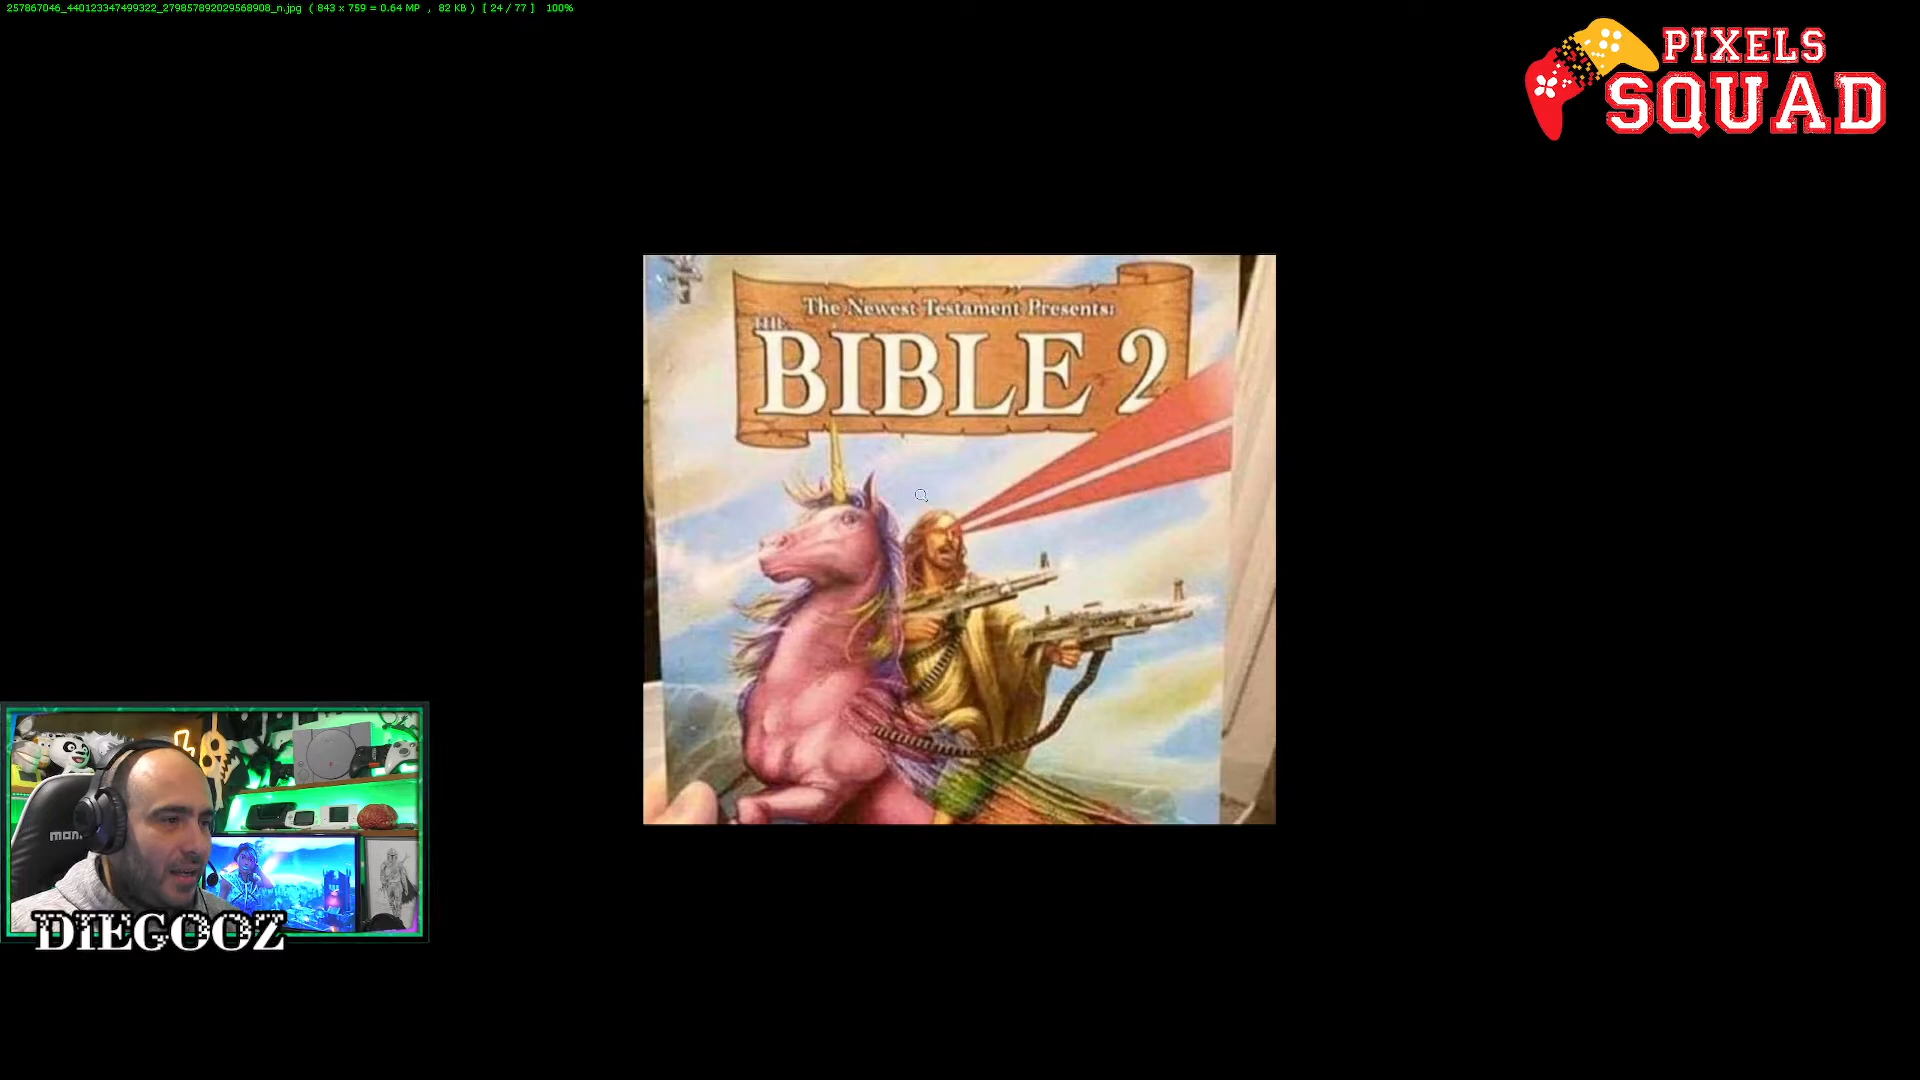 257867046_440123347499322_279857892029568908_n.jpg ( 843 x 759 = 0.64 MP , 82 KB ) [ 24 / 77 ] 100%
PIXELS
SQUAD
The Newest Testament Presents:
THE
BIBLE 2
DIEGOOZ